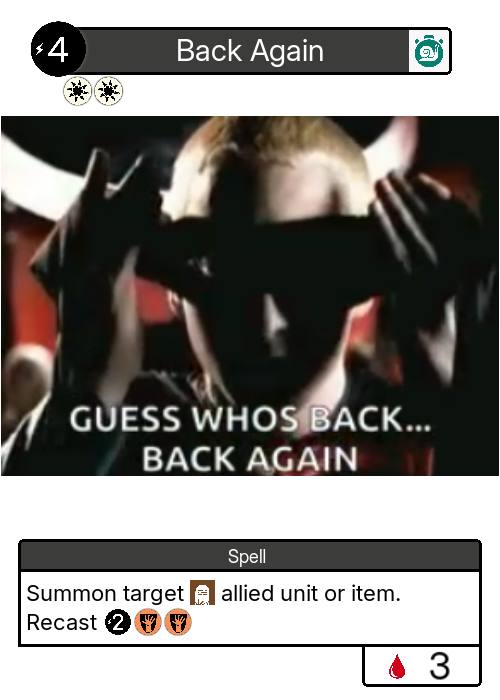 4
Back Again
GUESS WHOS BACK...
BACK AGAIN
Spell
Summon target allied unit or item.
Recast 2
3